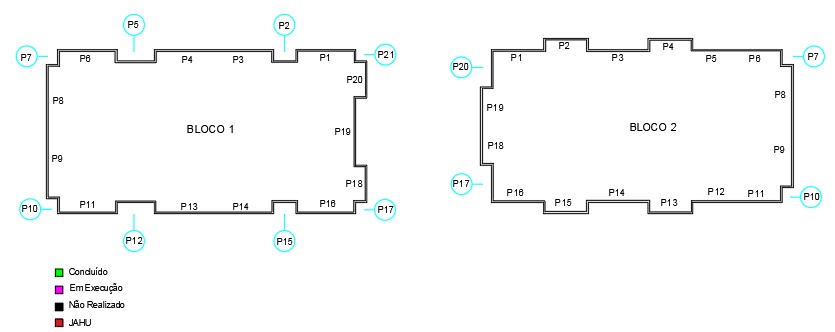 P5
P2
P7
P6
P4
P3
P1
P21
P8
P20
BLOCO 1
P19
P9
P18
P10
P11
P13
P14
P16
P17
P12
P15
P2
P4
P1
P3
P5
P6
P7
P20
P8
P19
BLOCO 2
P18
P9
P17
P16
P14
P12
P11
P10
P15
P13
Concluído
Em Execução
Não Realizado
JAHU